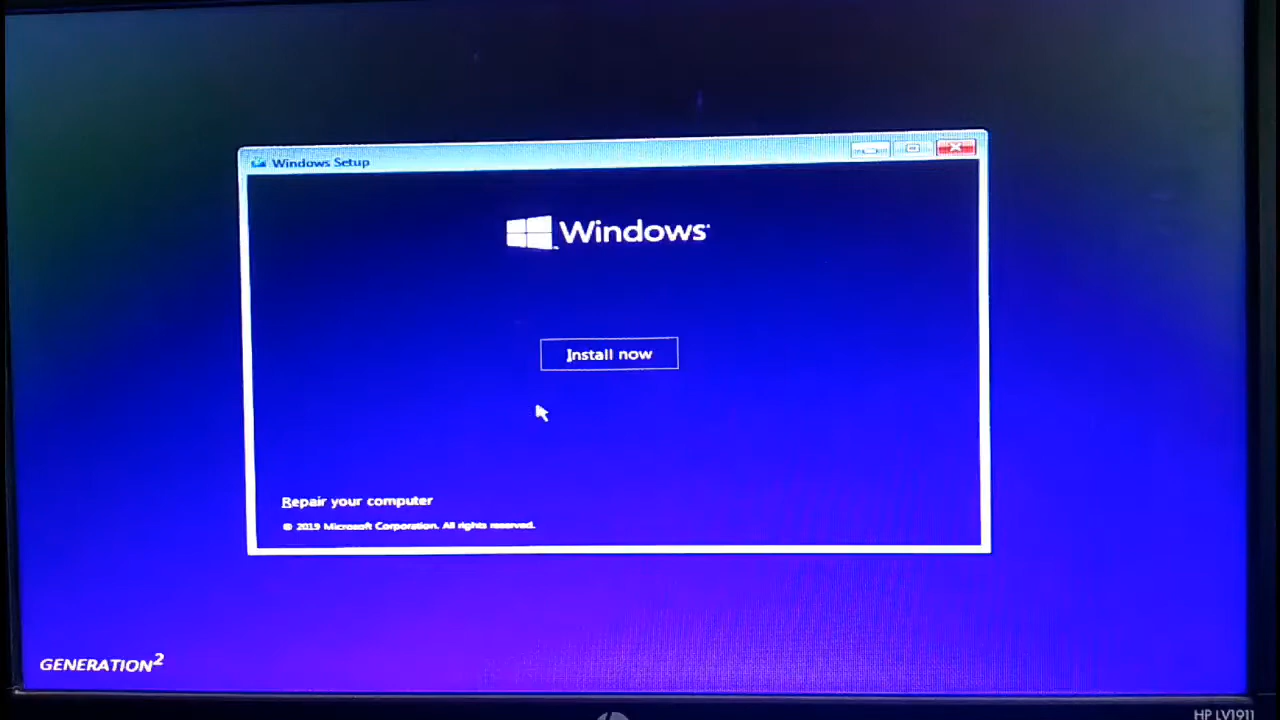 Windows Setup
Windows
Install now
Repair your computer
© 2019 Microsoft Corporation. All rights reserved.
GENERATION2
HP LV1911